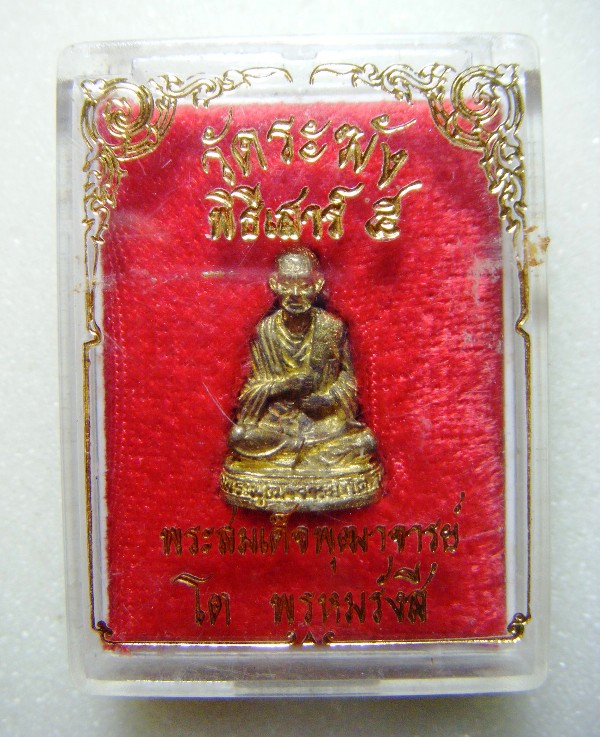 วัดระฆัง
พิธีเสาร์ ๕
พระสมเด็จพุฒาจารย์
โต พรหมรังสี